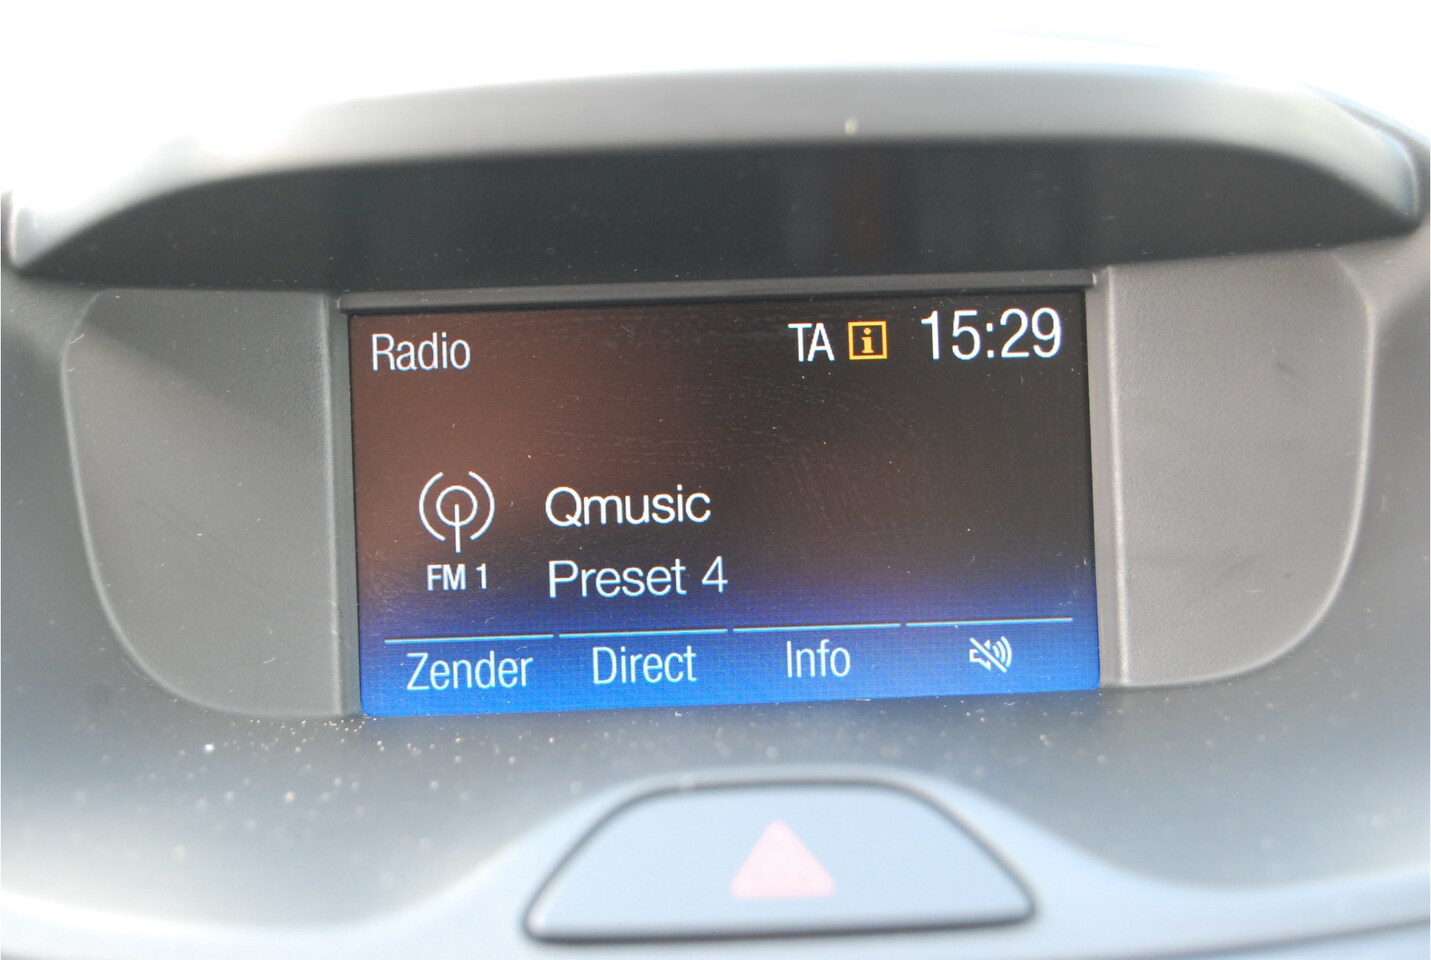 Radio TA i 15:29
Qmusic
FM 1 Preset 4
Zender Direct Info